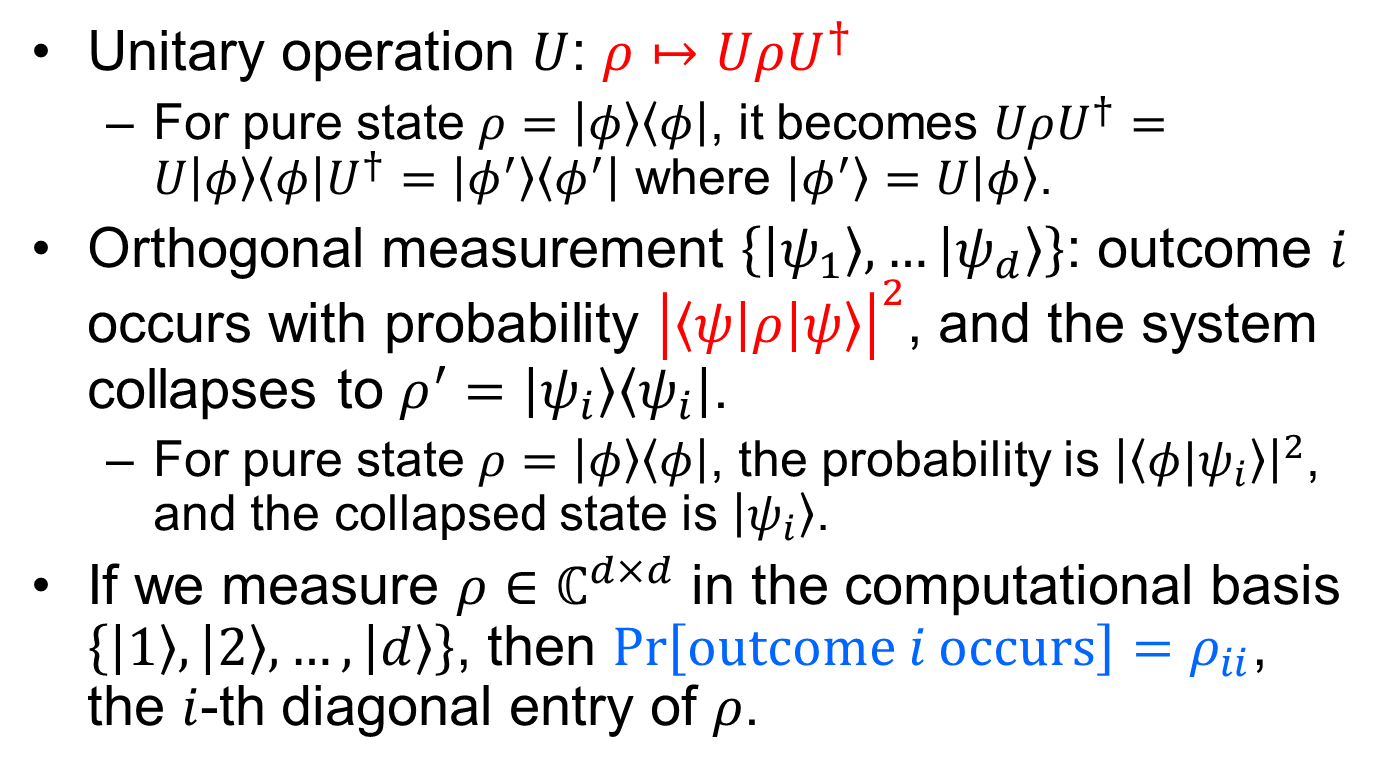 • Unitary operation 𝑈: 𝜌 ↦ 𝑈𝜌𝑈†
– For pure state 𝜌 = |𝜙⟩⟨𝜙|, it becomes 𝑈𝜌𝑈† =
𝑈|𝜙⟩⟨𝜙|𝑈† = |𝜙′⟩⟨𝜙′| where |𝜙′⟩ = 𝑈|𝜙⟩.
• Orthogonal measurement {|𝜓₁⟩, … |𝜓_d⟩}: outcome 𝑖
occurs with probability |⟨𝜓|𝜌|𝜓⟩|², and the system
collapses to 𝜌′ = |𝜓ᵢ⟩⟨𝜓ᵢ|.
– For pure state 𝜌 = |𝜙⟩⟨𝜙|, the probability is |⟨𝜙|𝜓ᵢ⟩|²,
and the collapsed state is |𝜓ᵢ⟩.
• If we measure 𝜌 ∈ ℂ^{d×d} in the computational basis
{|1⟩, |2⟩, … , |𝑑⟩}, then Pr[outcome 𝑖 occurs] = 𝜌ᵢᵢ,
the 𝑖-th diagonal entry of 𝜌.